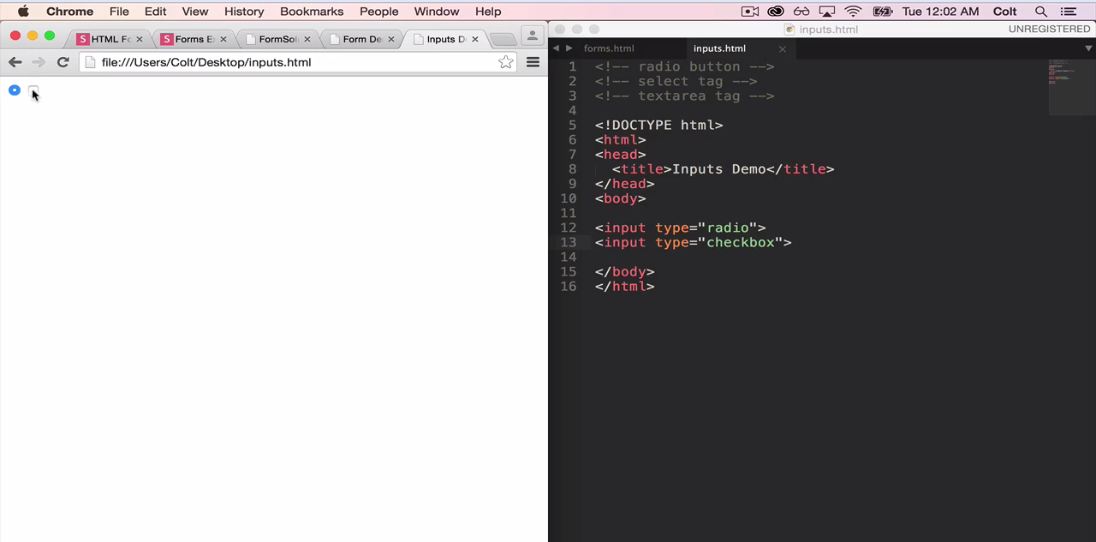 Chrome File Edit View History Bookmarks People Window Help Tue 12:02 AM Colt
HTML Fo Forms Ex FormSol Form De Inputs D
file:///Users/Colt/Desktop/inputs.html
inputs.html UNREGISTERED
forms.html inputs.html
1 <!-- radio button -->
2 <!-- select tag -->
3 <!-- textarea tag -->
4
5 <!DOCTYPE html>
6 <html>
7 <head>
8 <title>Inputs Demo</title>
9 </head>
10 <body>
11
12 <input type="radio">
13 <input type="checkbox">
14
15 </body>
16 </html>